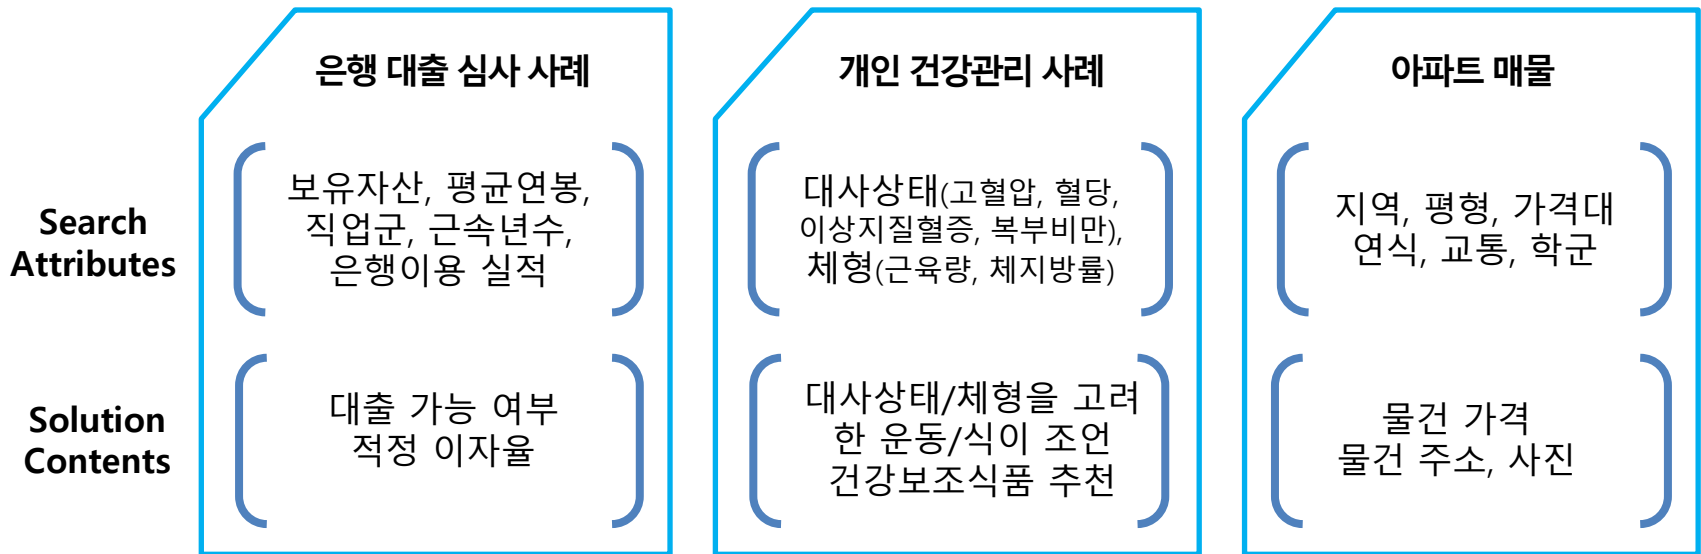 은행 대출 심사 사례
개인 건강관리 사례
아파트 매물
Search
Attributes
보유자산, 평균연봉,
직업군, 근속년수,
은행이용 실적
대사상태(고혈압, 혈당,
이상지질혈증, 복부비만),
체형(근육량, 체지방률)
지역, 평형, 가격대
연식, 교통, 학군
Solution
Contents
대출 가능 여부
적정 이자율
대사상태/체형을 고려
한 운동/식이 조언
건강보조식품 추천
물건 가격
물건 주소, 사진